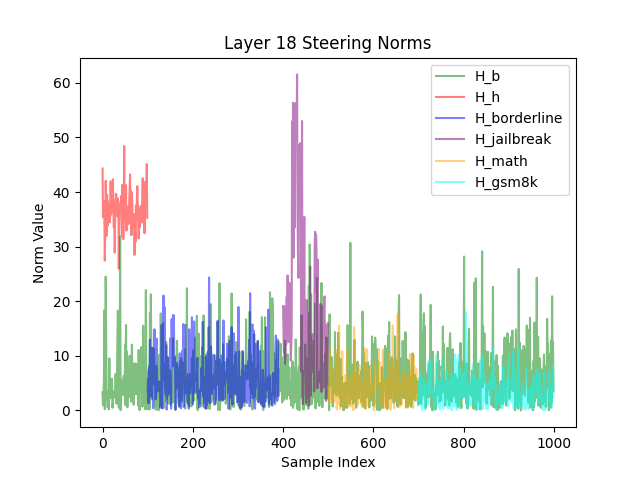 Layer 18 Steering Norms
Norm Value
60
50
40
30
20
10
0
H_b
H_h
H_borderline
H_jailbreak
H_math
H_gsm8k
0 200 400 600 800 1000
Sample Index